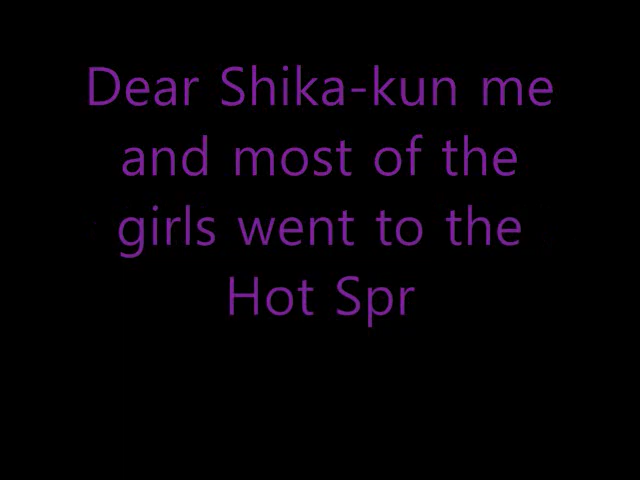 Dear Shika-kun me
and most of the
girls went to the
Hot Spr